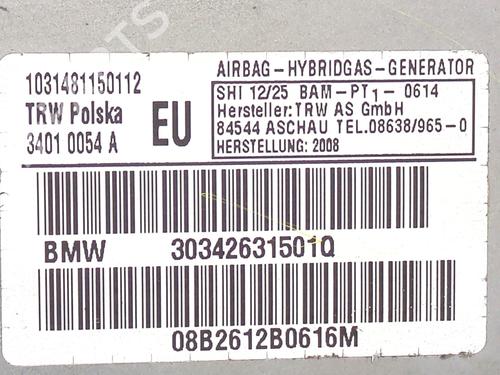 1031481150112
TRW Polska
3401 0054 A
EU
AIRBAG-HYBRIDGAS-GENERATOR
SHI 12/25 BAM-PT1-0614
Hersteller:TRW AS GmbH
84544 ASCHAU TEL.08638/965-0
HERSTELLUNG:2008
BMW 30342631501Q
08B2612B0616M